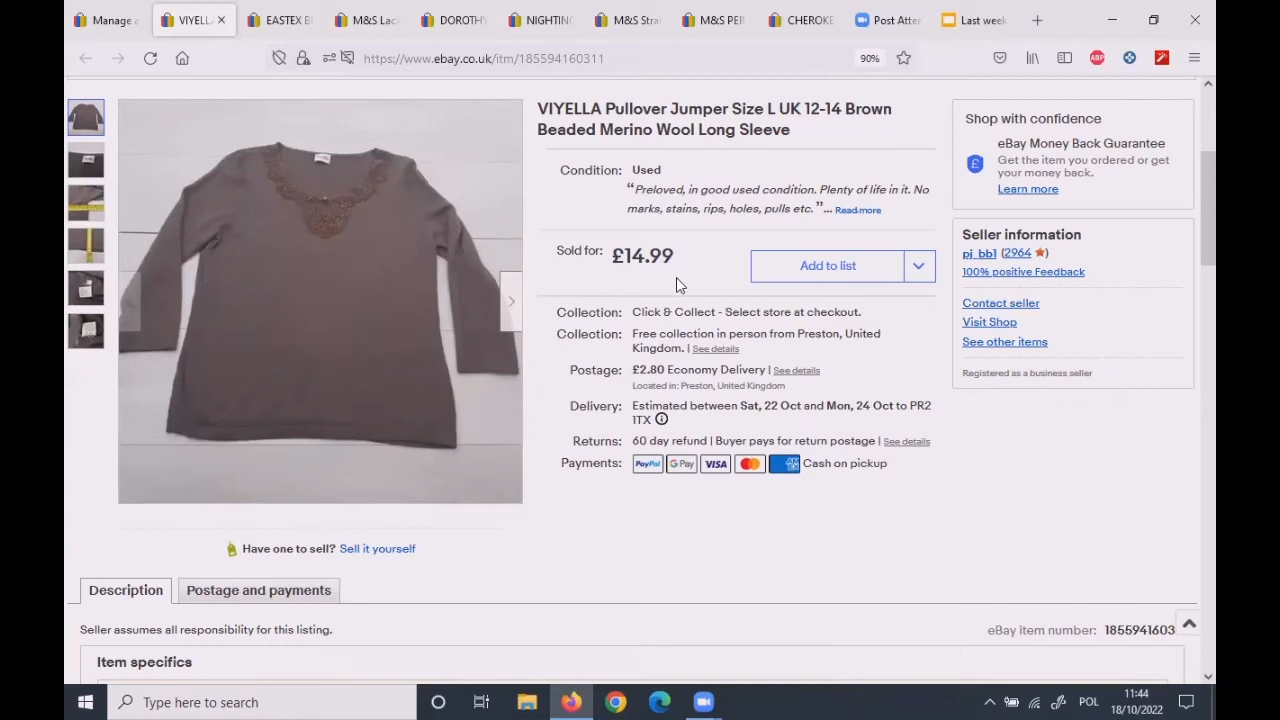 Manage a
VIYELLA
EASTEX B
M&S Lac
DOROTHY
NIGHTING
M&S Stra
M&S PER
CHEROKE
Post Atte
Last week
https://www.ebay.co.uk/itm/185594160311
90%
ABP
VIYELLA Pullover Jumper Size L UK 12-14 Brown
Beaded Merino Wool Long Sleeve
Condition: Used
“Preloved, in good used condition. Plenty of life in it. No
marks, stains, rips, holes, pulls etc.”... Read more
Sold for: £14.99
Add to list
Collection: Click & Collect - Select store at checkout.
Collection: Free collection in person from Preston, United
Kingdom. | See details
Postage: £2.80 Economy Delivery | See details
Located in: Preston, United Kingdom
Delivery: Estimated between Sat, 22 Oct and Mon, 24 Oct to PR2
1TX
Returns: 60 day refund | Buyer pays for return postage | See details
Payments: PayPal G Pay VISA Cash on pickup
Shop with confidence
eBay Money Back Guarantee
Get the item you ordered or get
your money back.
Learn more
Seller information
pj_bb1 (2964)
100% positive Feedback
Contact seller
Visit Shop
See other items
Registered as a business seller
Have one to sell? Sell it yourself
Description
Postage and payments
Seller assumes all responsibility for this listing.
eBay item number: 1855941603
Item specifics
Type here to search
POL
11:44
18/10/2022